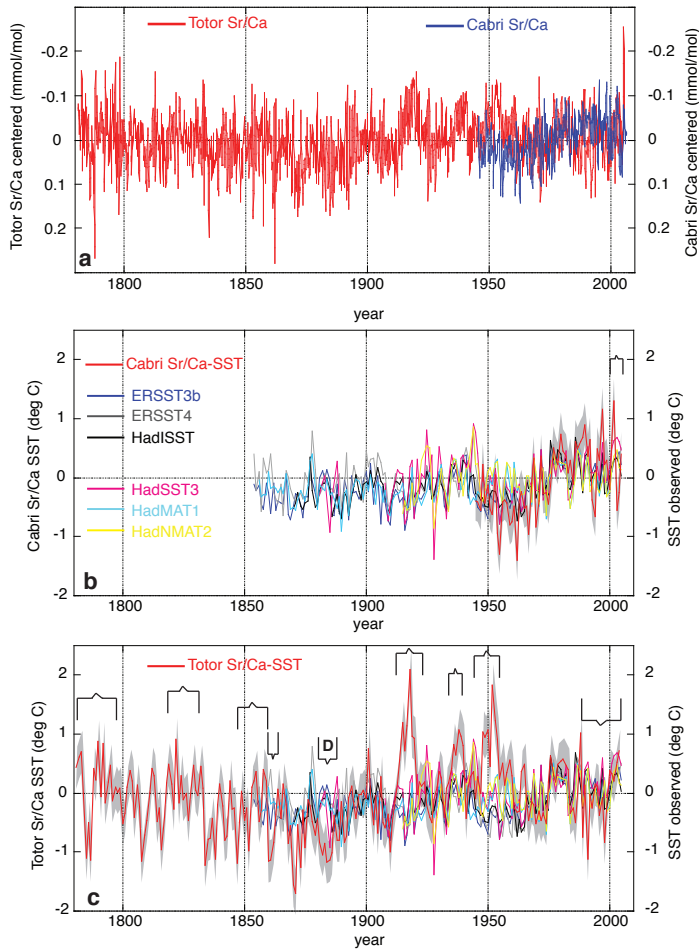 Totor Sr/Ca
Cabri Sr/Ca
Totor Sr/Ca centered (mmol/mol)
Cabri Sr/Ca centered (mmol/mol)
-0.2 -0.2
-0.1 -0.1
0 0
0.1 0.1
0.2 0.2
a
1800 1850 1900 1950 2000
year
Cabri Sr/Ca-SST
ERSST3b
ERSST4
HadISST
HadSST3
HadMAT1
HadNMAT2
Cabri Sr/Ca SST (deg C)
SST observed (deg C)
2 2
1 1
0 0
-1 -1
-2 -2
b
1800 1850 1900 1950 2000
year
Totor Sr/Ca-SST
D
Totor Sr/Ca SST (deg C)
SST observed (deg C)
2 2
1 1
0 0
-1 -1
-2 -2
c
1800 1850 1900 1950 2000
year